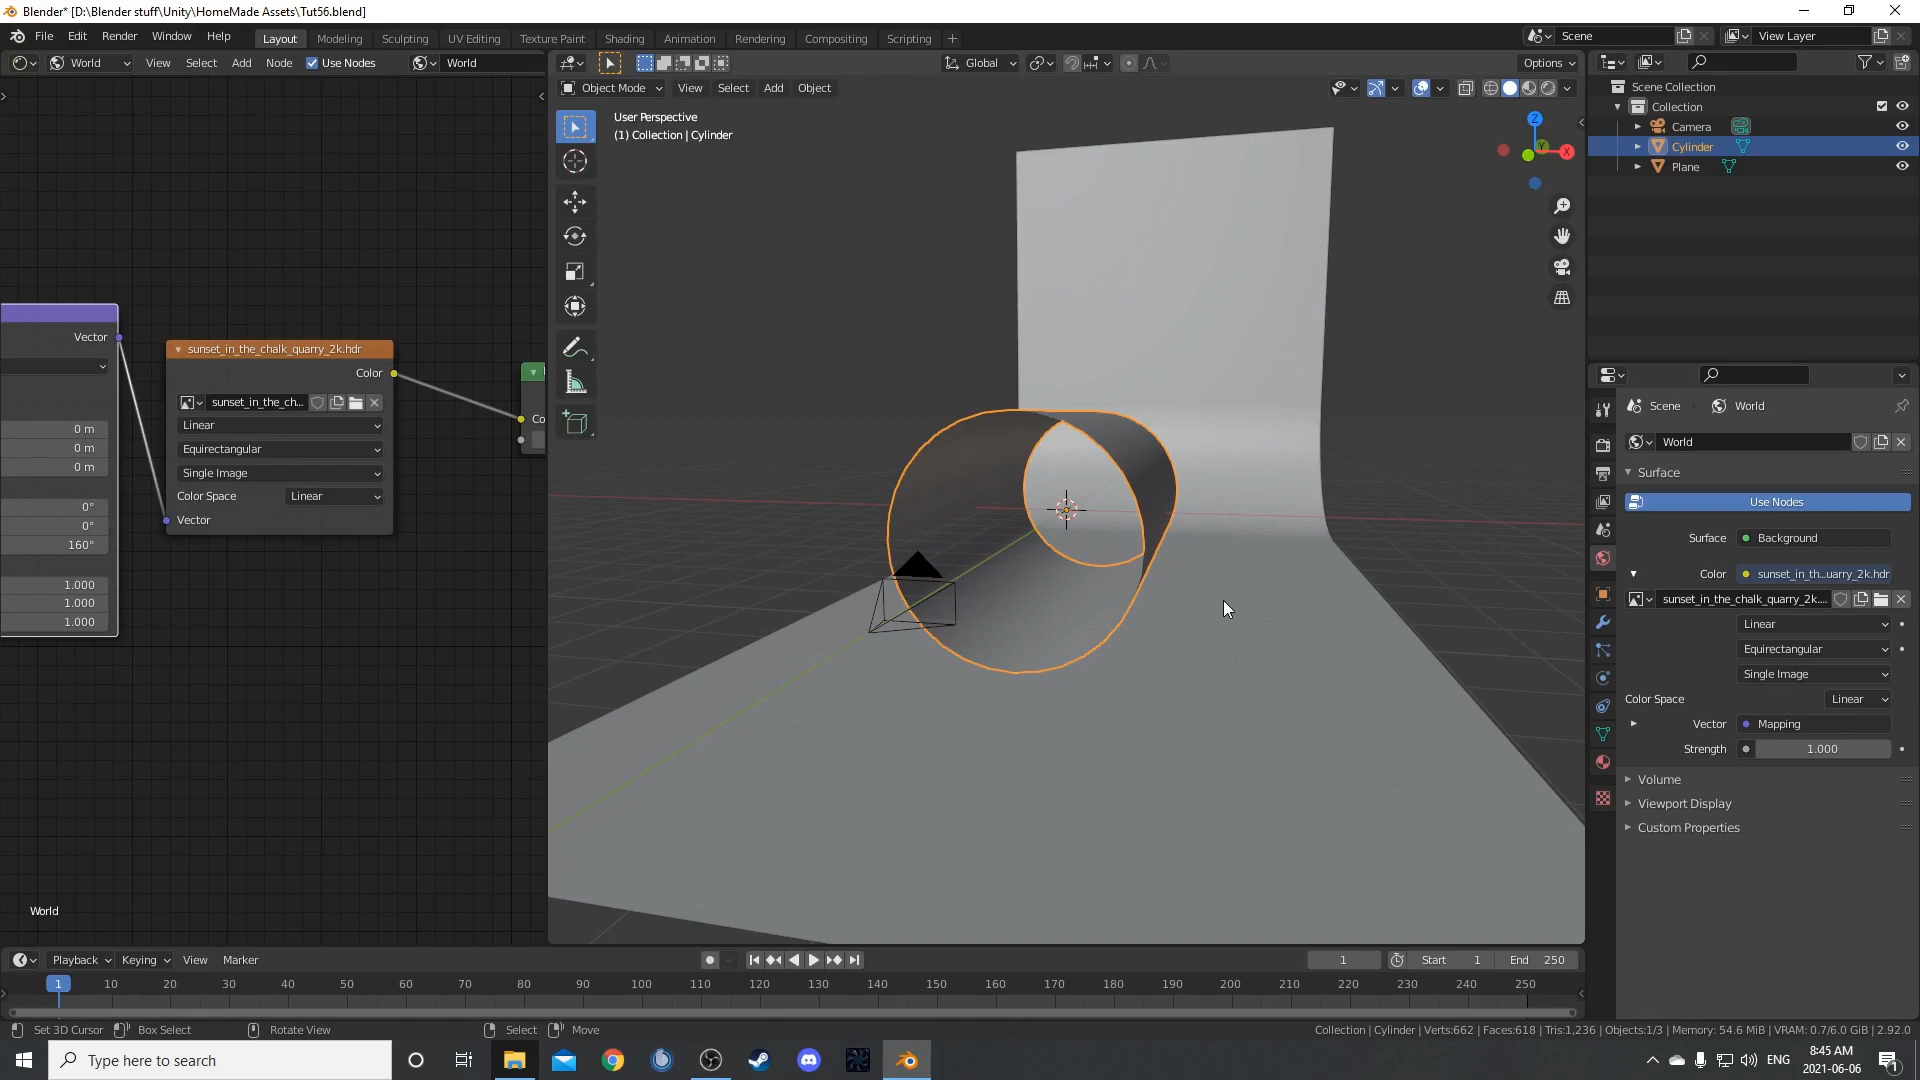 Blender* [D:\Blender stuff\Unity\HomeMade Assets\Tut56.blend]
File Edit Render Window Help Layout Modeling Sculpting UV Editing Texture Paint Shading Animation Rendering Compositing Scripting Scene View Layer
World View Select Add Node Use Nodes World
Global Options
Object Mode View Select Add Object
User Perspective
(1) Collection | Cylinder
Z
Y
X
Scene Collection
Collection
Camera
Cylinder
Plane
Vector
0 m
0 m
0 m
0°
0°
160°
1.000
1.000
1.000
sunset_in_the_chalk_quarry_2k.hdr
Color
sunset_in_the_ch...
Linear
Equirectangular
Single Image
Color Space Linear
Vector
Co
World
Scene World
World
Surface
Use Nodes
Surface Background
Color sunset_in_th...uarry_2k.hdr
sunset_in_the_chalk_quarry_2k....
Linear
Equirectangular
Single Image
Color Space Linear
Vector Mapping
Strength 1.000
Volume
Viewport Display
Custom Properties
Playback Keying View Marker 1 Start 1 End 250
1 10 20 30 40 50 60 70 80 90 100 110 120 130 140 150 160 170 180 190 200 210 220 230 240 250
Set 3D Cursor Box Select Rotate View Select Move Collection | Cylinder | Verts:662 | Faces:618 | Tris:1,236 | Objects:1/3 | Memory: 54.6 MiB | VRAM: 0.7/6.0 GiB | 2.92.0
Type here to search
ENG
8:45 AM
2021-06-06
1